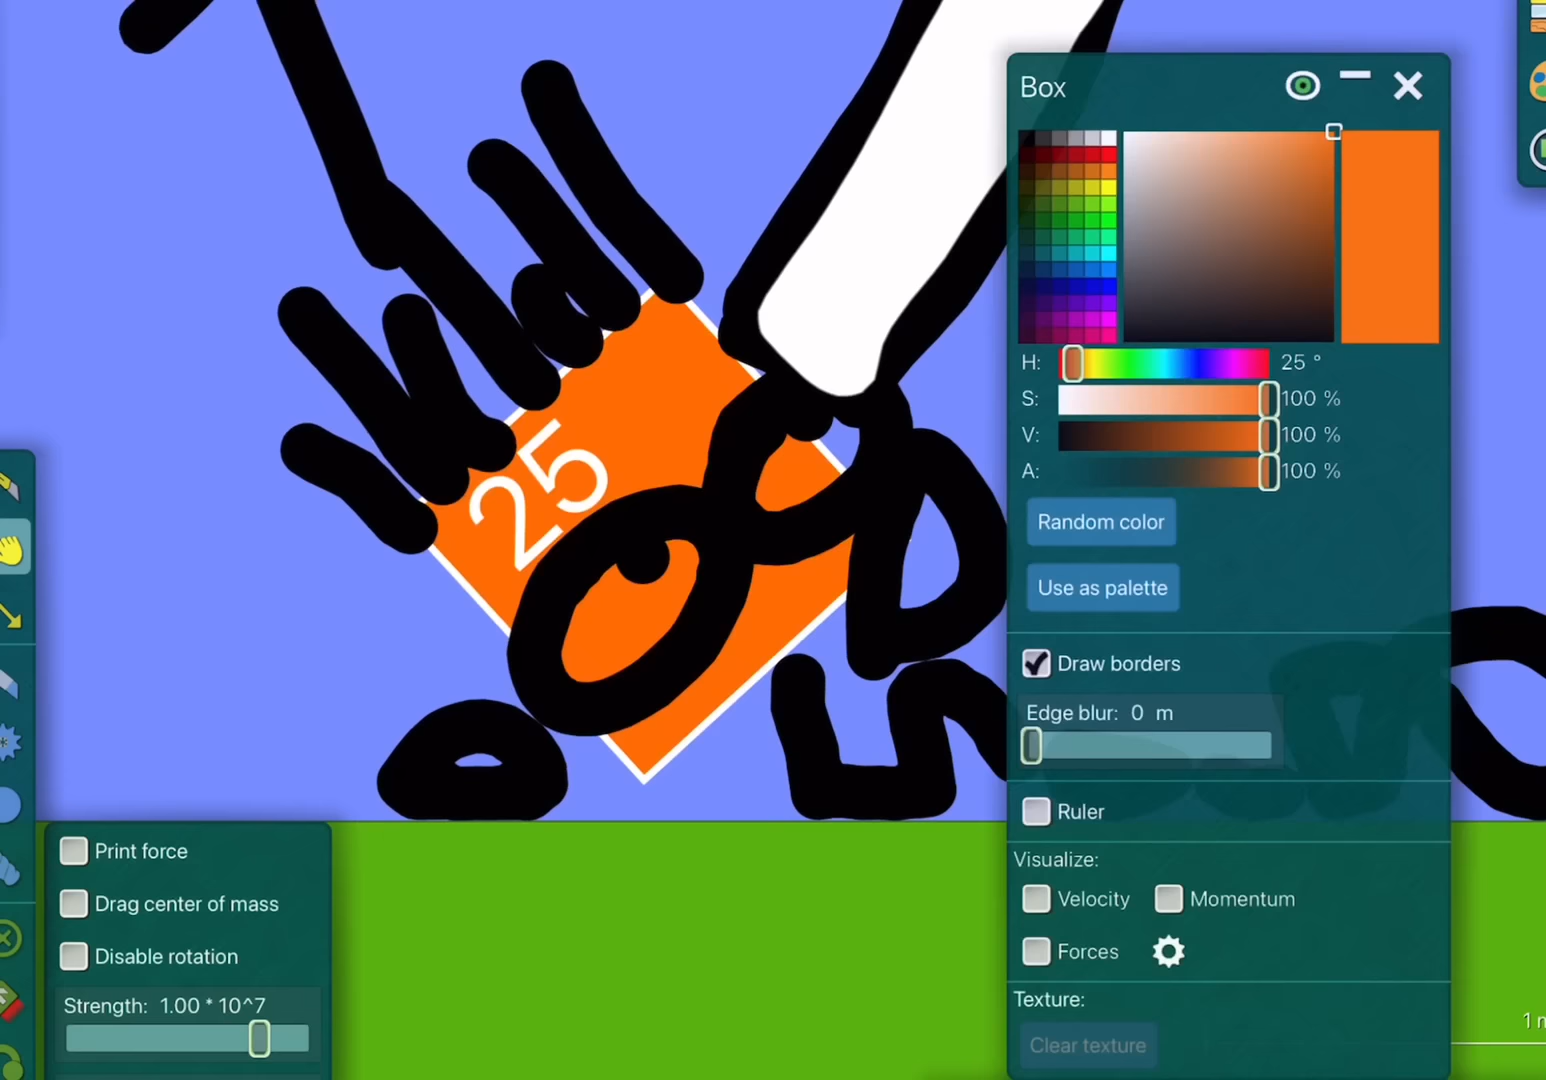 Box
H: 25 °
S: 100 %
V: 100 %
A: 100 %
Random color
Use as palette
Draw borders
Edge blur: 0 m
Ruler
Visualize:
Velocity Momentum
Forces
Texture:
Clear texture
25
Print force
Drag center of mass
Disable rotation
Strength: 1.00 * 10^7